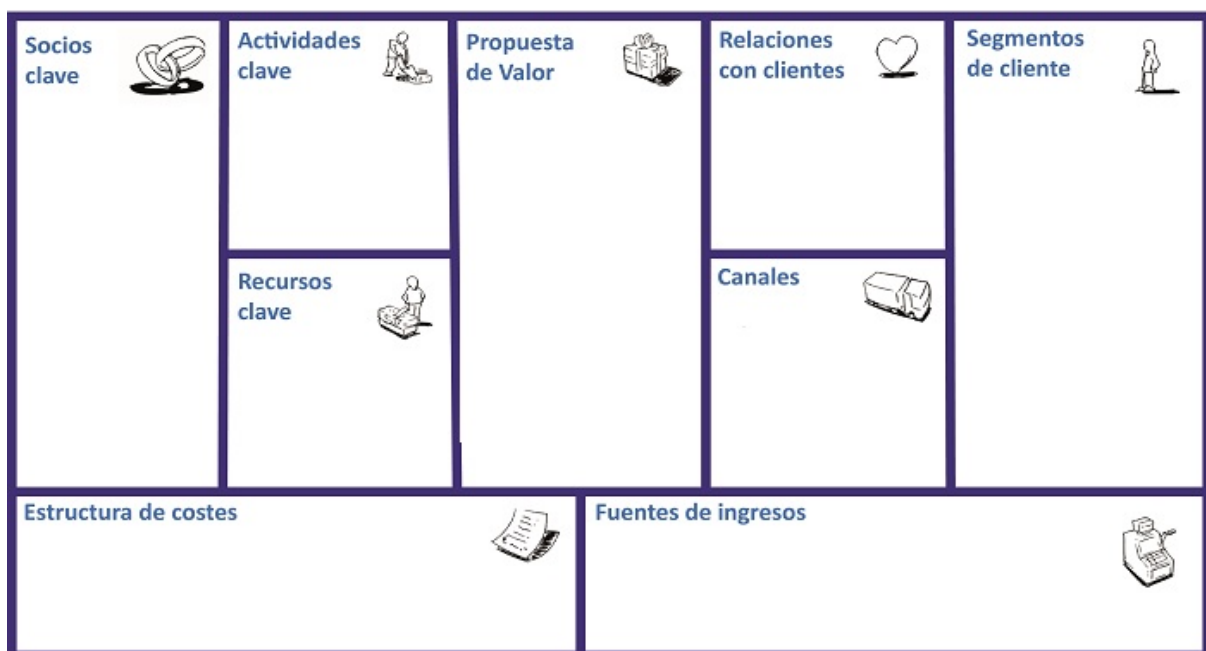 Socios
clave
Actividades
clave
Propuesta
de Valor
Relaciones
con clientes
Segmentos
de cliente
Recursos
clave
Canales
Estructura de costes
Fuentes de ingresos